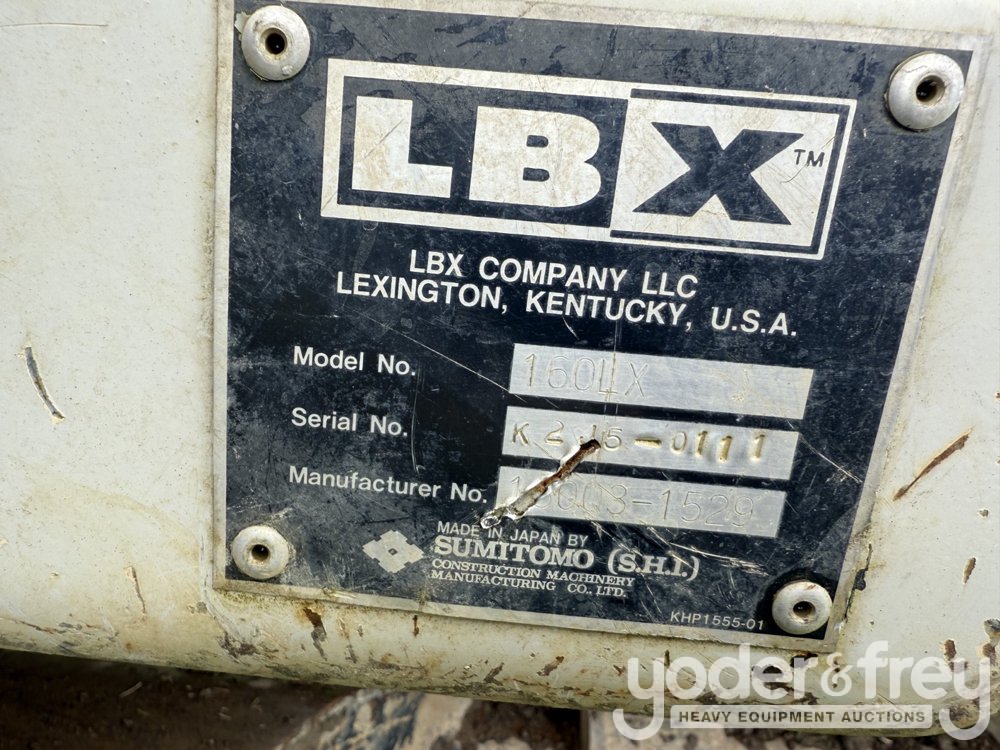 LBX™
LBX COMPANY LLC
LEXINGTON, KENTUCKY, U.S.A.
Model No. 160LX
Serial No.
Manufacturer No.
MADE IN JAPAN BY
SUMITOMO (S.H.I.)
CONSTRUCTION MACHINERY
MANUFACTURING CO., LTD.
KHP1555-01
yoder&frey
HEAVY EQUIPMENT AUCTIONS